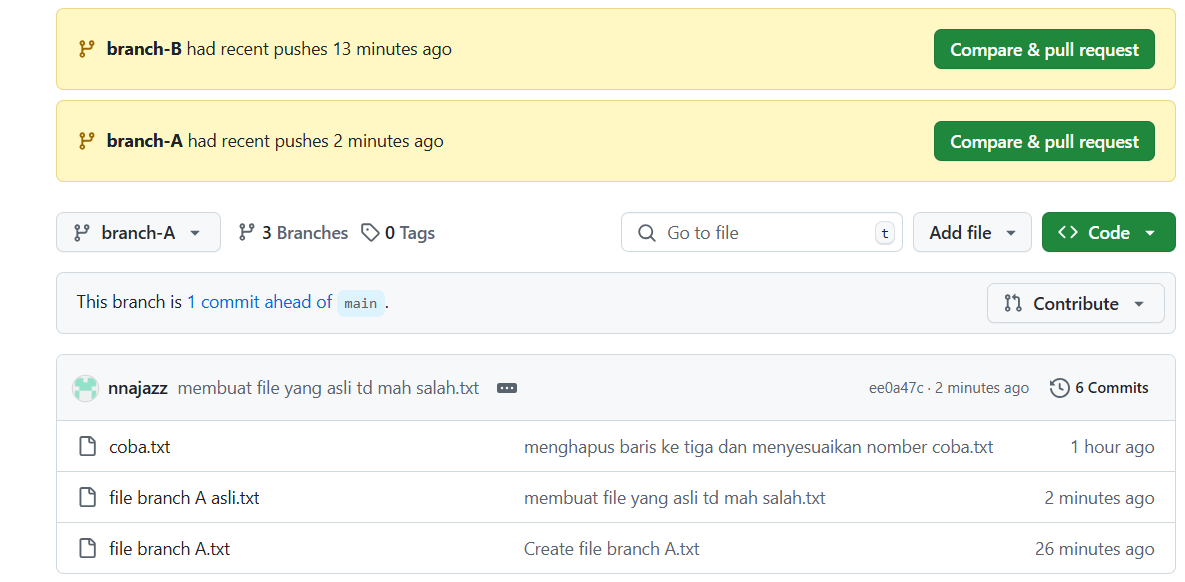 branch-B had recent pushes 13 minutes ago
Compare & pull request
branch-A had recent pushes 2 minutes ago
Compare & pull request
branch-A 3 Branches 0 Tags Go to file t Add file Code
This branch is 1 commit ahead of main .
Contribute
nnajazz membuat file yang asli td mah salah.txt ee0a47c · 2 minutes ago 6 Commits
coba.txt menghapus baris ke tiga dan menyesuaikan nomber coba.txt 1 hour ago
file branch A asli.txt membuat file yang asli td mah salah.txt 2 minutes ago
file branch A.txt Create file branch A.txt 26 minutes ago